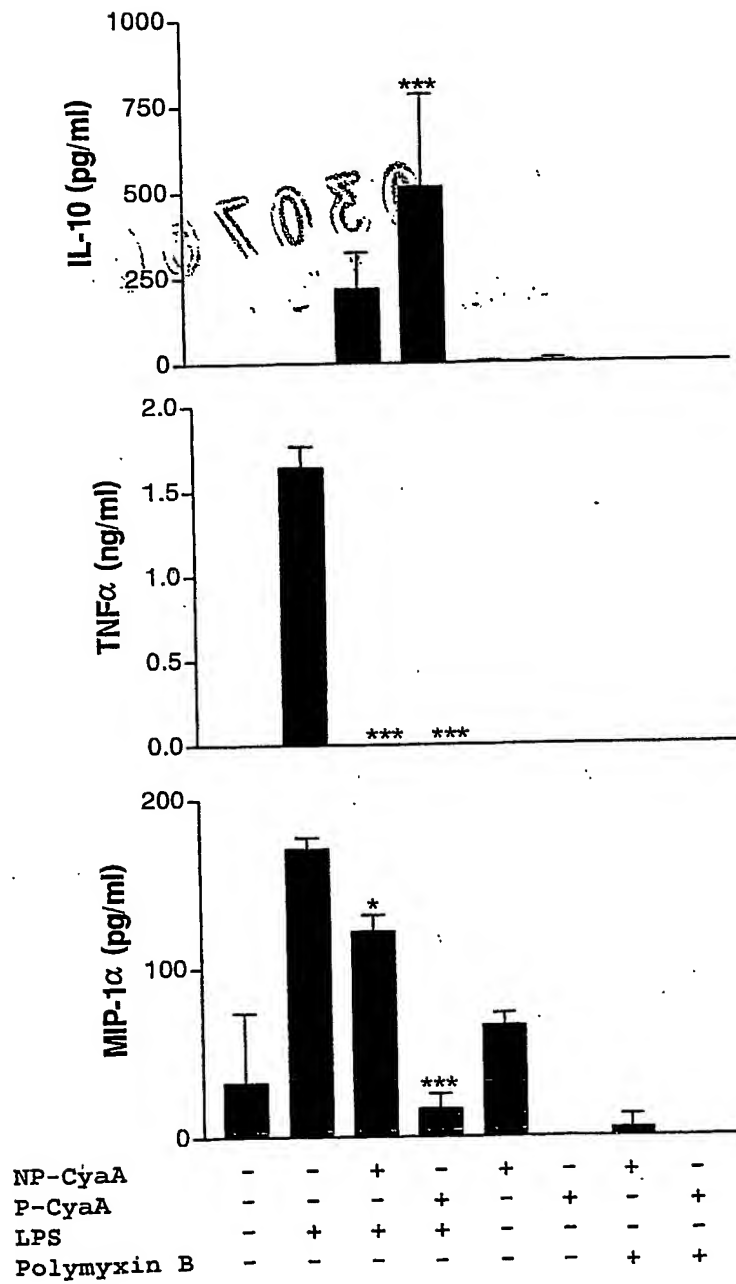 1000
750
500
250
0
IL-10 (pg/ml)
***
2.0
1.5
1.0
0.5
0.0
TNFα (ng/ml)
*** ***
200
100
0
MIP-1α (pg/ml)
*
***
NP-CyaA - - + - + - + -
P-CyaA - - - + - + - +
LPS - + + + - - - -
Polymyxin B - - - - - - + +